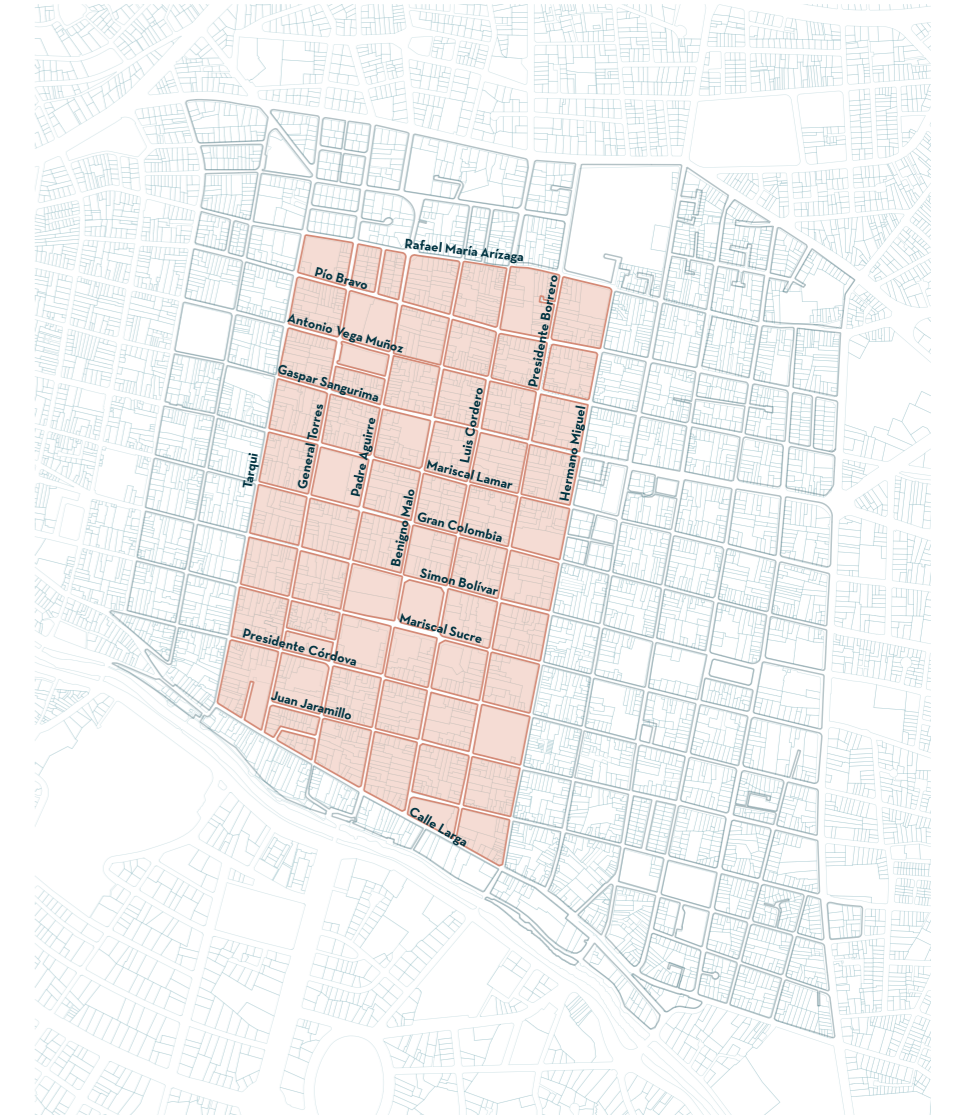 Rafael María Arízaga
Pío Bravo
Presidente Borrero
Antonio Vega Muñoz
Gaspar Sangurima
Luis Cordero
General Torres
Padre Aguirre
Hermano Miguel
Tarqui
Mariscal Lamar
Benigno Malo
Gran Colombia
Simon Bolívar
Mariscal Sucre
Presidente Córdova
Juan Jaramillo
Calle Larga